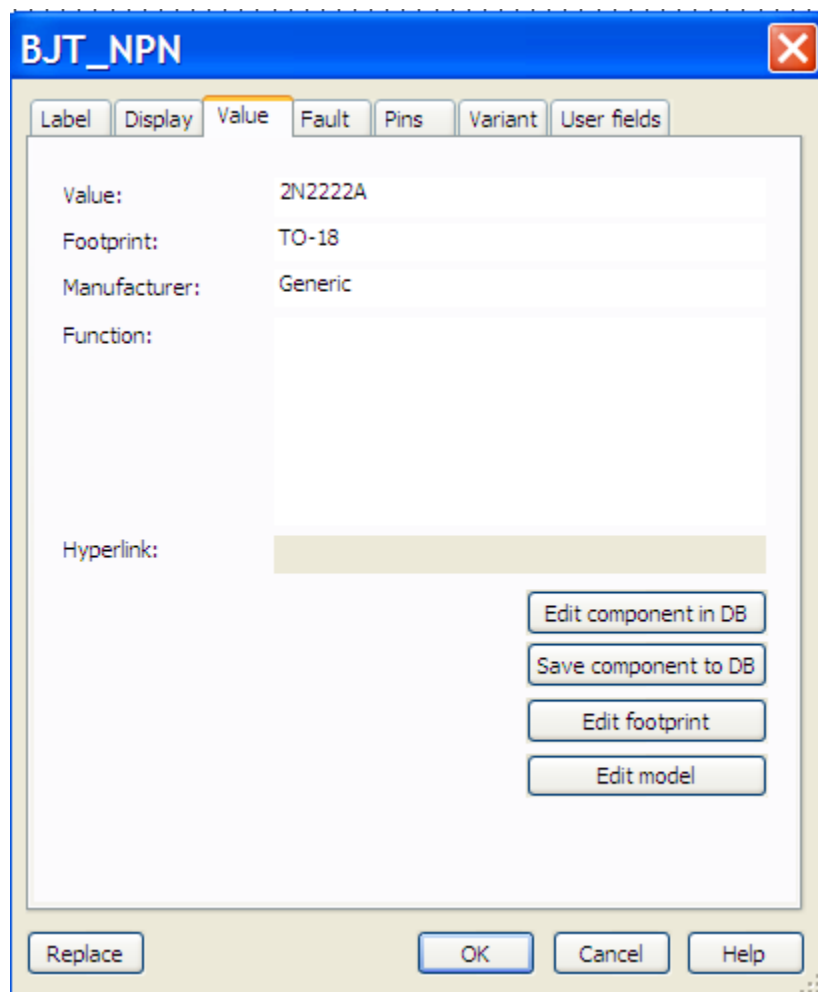 BJT_NPN
Label Display Value Fault Pins Variant User fields
Value: 2N2222A
Footprint: TO-18
Manufacturer: Generic
Function:
Hyperlink:
Edit component in DB
Save component to DB
Edit footprint
Edit model
Replace OK Cancel Help